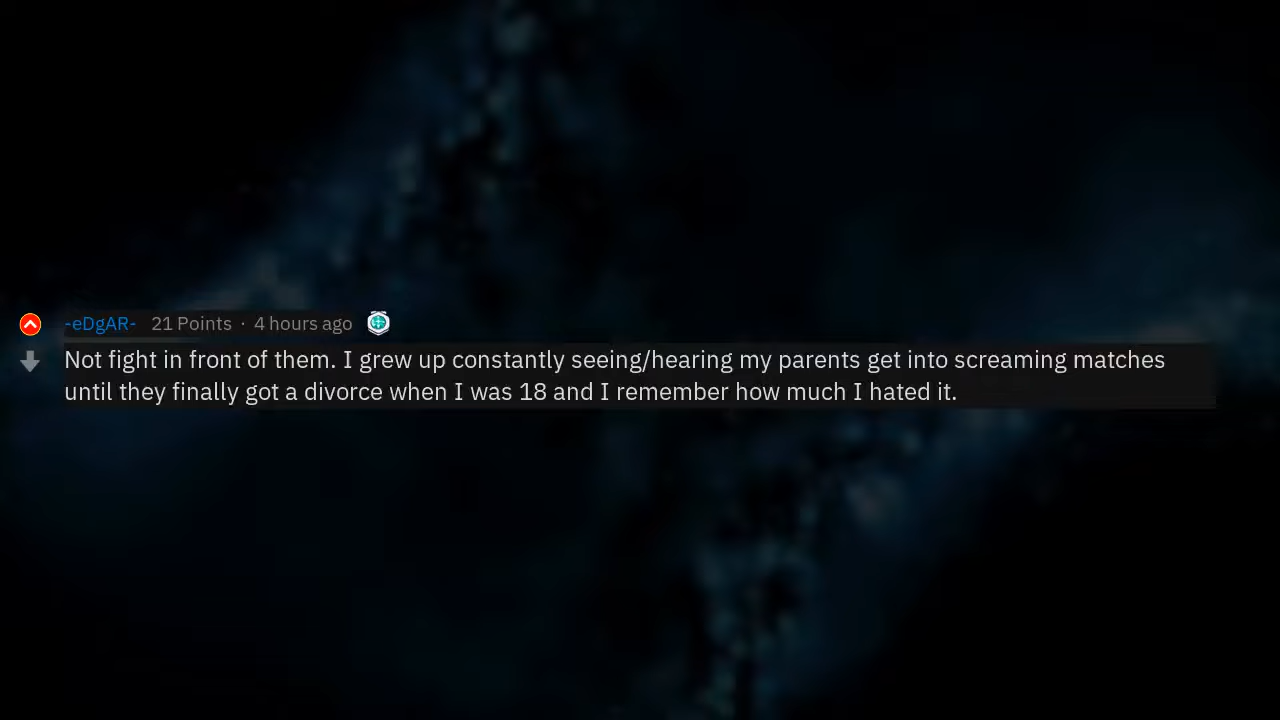 -eDgAR- 21 Points · 4 hours ago
Not fight in front of them. I grew up constantly seeing/hearing my parents get into screaming matches
until they finally got a divorce when I was 18 and I remember how much I hated it.